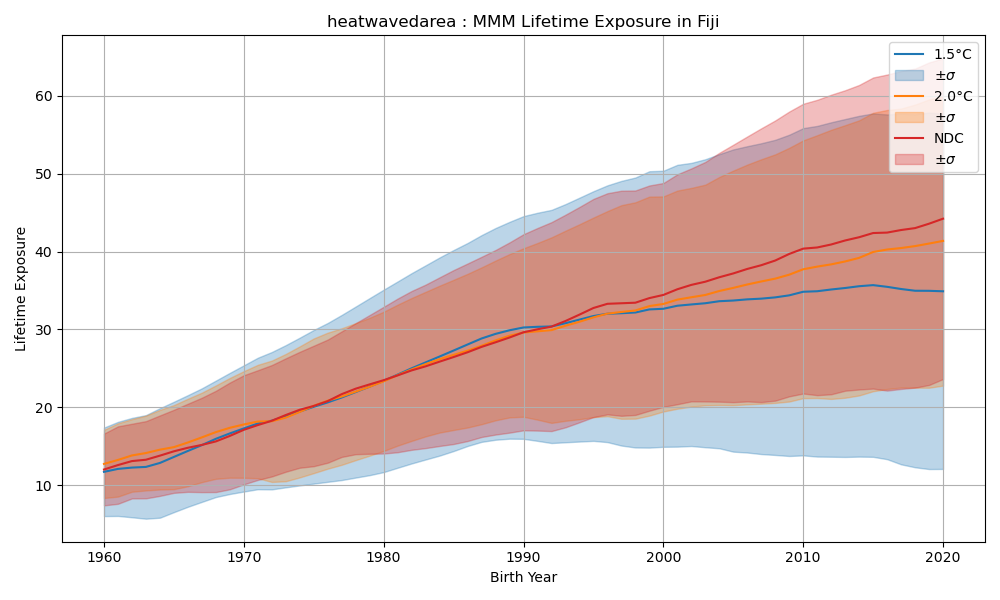 heatwavedarea : MMM Lifetime Exposure in Fiji
Lifetime Exposure
60
50
40
30
20
10
1.5°C
±σ
2.0°C
±σ
NDC
±σ
1960 1970 1980 1990 2000 2010 2020
Birth Year